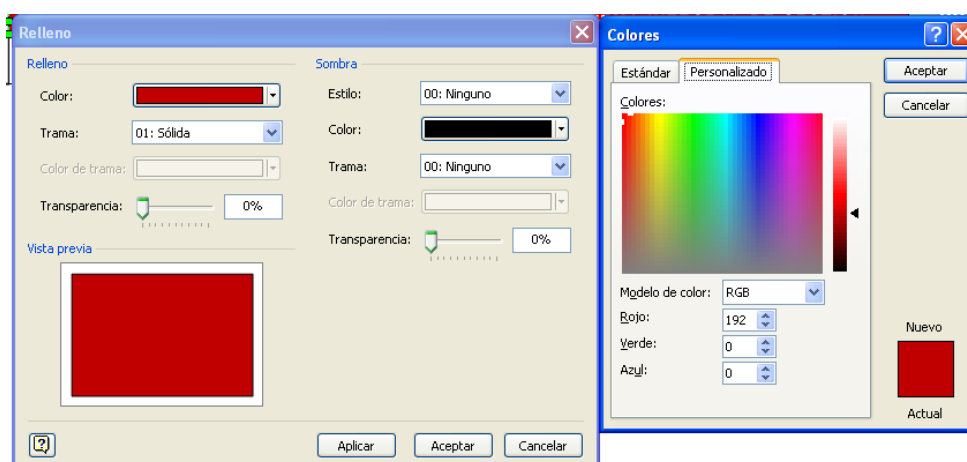 Relleno
Relleno
Color:
Trama: 01: Sólida
Color de trama:
Transparencia: 0%
Vista previa
Sombra
Estilo: 00: Ninguno
Color:
Trama: 00: Ninguno
Color de trama:
Transparencia: 0%
Aplicar Aceptar Cancelar
Colores
Estándar Personalizado
Colores:
Modelo de color: RGB
Rojo: 192
Verde: 0
Azul: 0
Aceptar
Cancelar
Nuevo
Actual